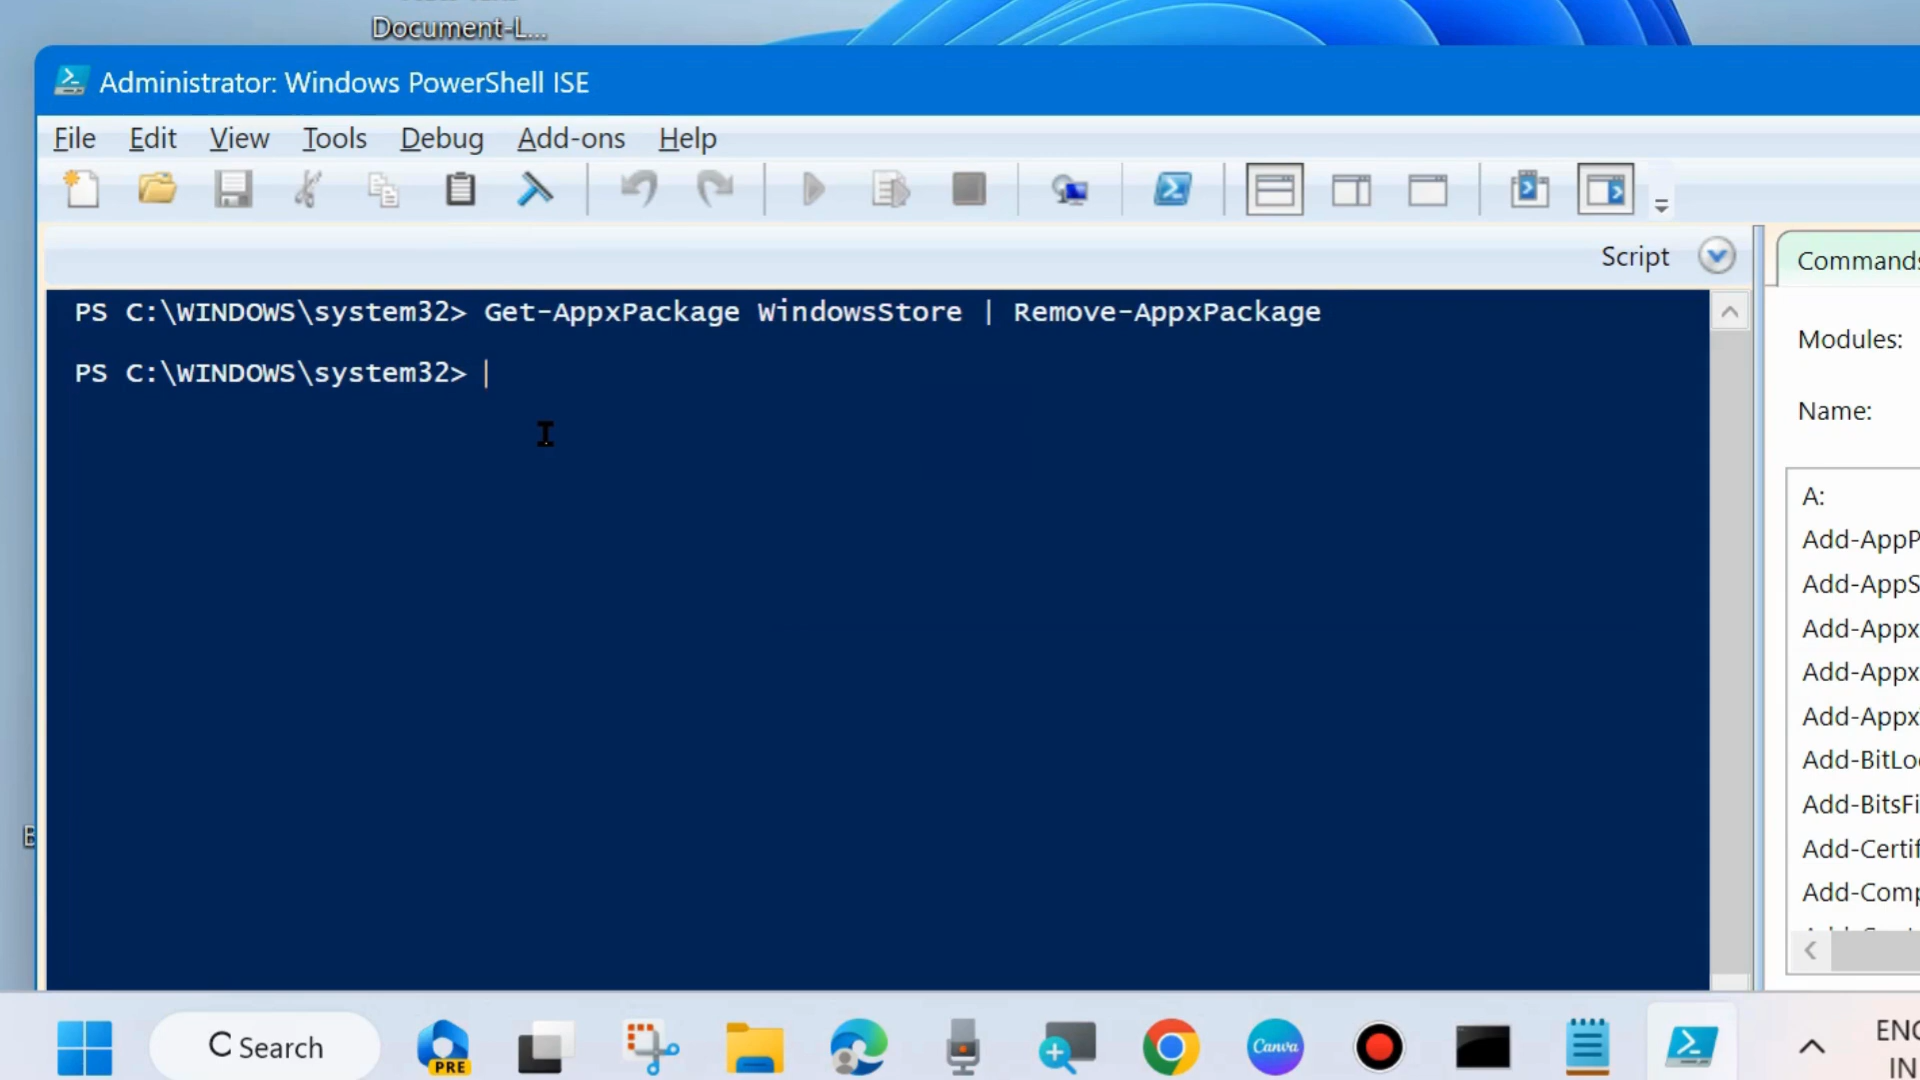 Document-L...
Administrator: Windows PowerShell ISE
File Edit View Tools Debug Add-ons Help
Script
PS C:\WINDOWS\system32> Get-AppxPackage WindowsStore | Remove-AppxPackage
PS C:\WINDOWS\system32>
Commands
Modules:
Name:
A:
Add-AppP
Add-AppS
Add-Appx
Add-Appx
Add-Appx
Add-BitLo
Add-BitsFi
Add-Certif
Add-Comp
Search
PRE
Canva
ENG
IN